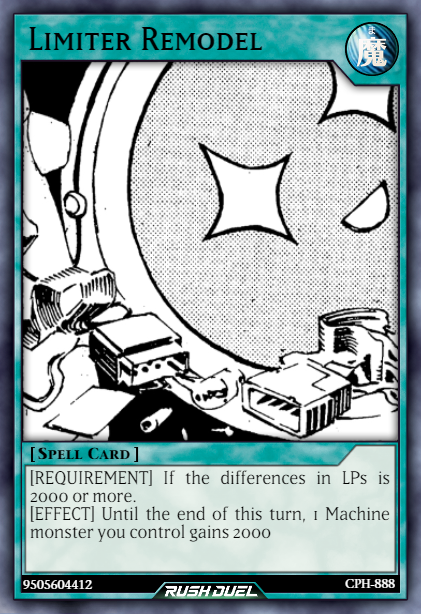 Limiter Remodel
ま
魔
[ Spell Card ]
[REQUIREMENT] If the differences in LPs is
2000 or more.
[EFFECT] Until the end of this turn, 1 Machine
monster you control gains 2000
9505604412
RUSH DUEL
CPH-888